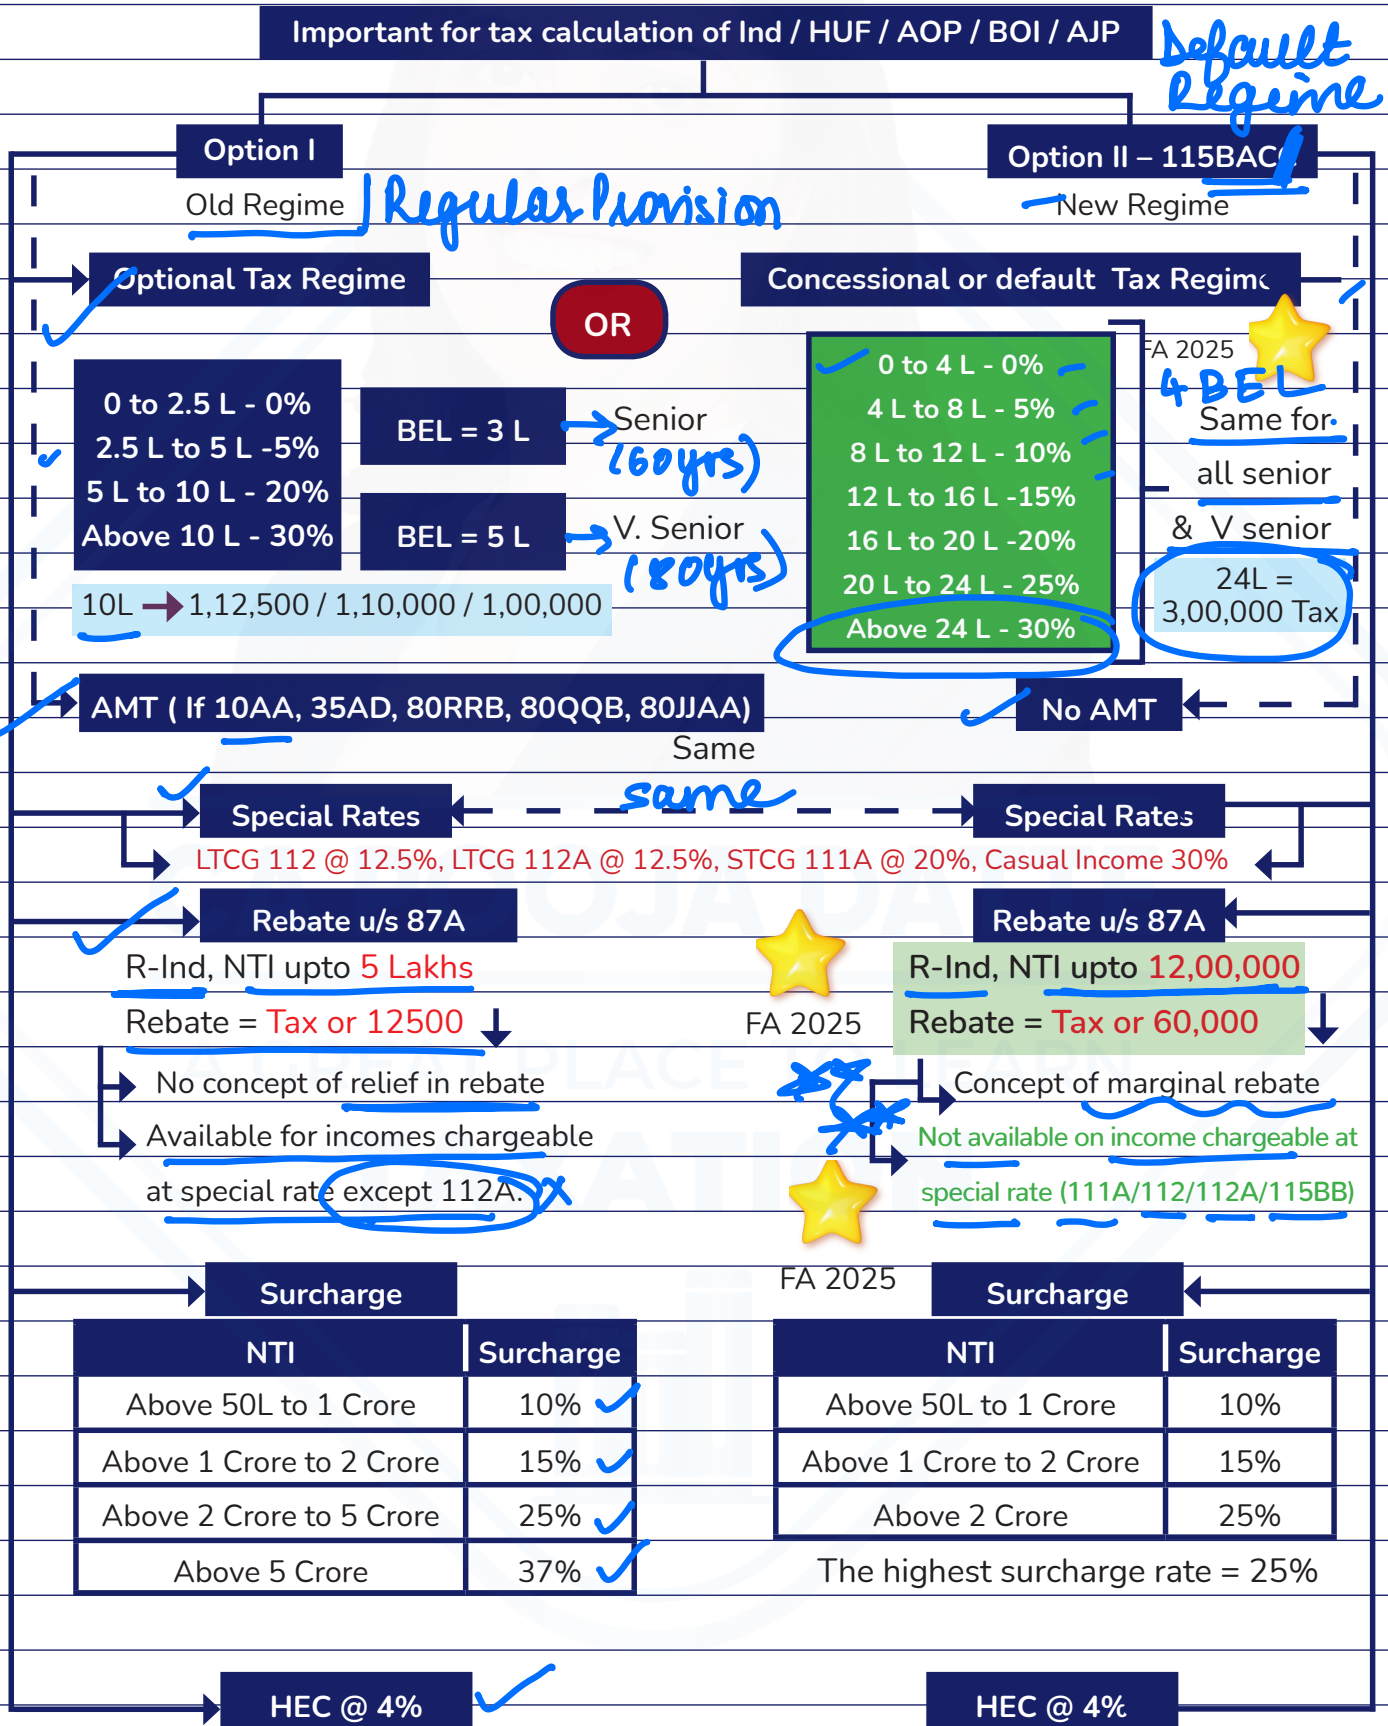 Important for tax calculation of Ind / HUF / AOP / BOI / AJP
Default
Regime
Option I
Option II – 115BAC
Old Regime
Regular Provision
New Regime
Optional Tax Regime
Concessional or default Tax Regime
OR
0 to 2.5 L - 0%
2.5 L to 5 L -5%
5 L to 10 L - 20%
Above 10 L - 30%
BEL = 3 L
Senior
(60yrs)
BEL = 5 L
V. Senior
(80yrs)
10L 1,12,500 / 1,10,000 / 1,00,000
0 to 4 L - 0%
4 L to 8 L - 5%
8 L to 12 L - 10%
12 L to 16 L -15%
16 L to 20 L -20%
20 L to 24 L - 25%
Above 24 L - 30%
FA 2025
4 BEL
Same for
all senior
& V senior
24L =
3,00,000 Tax
AMT ( If 10AA, 35AD, 80RRB, 80QQB, 80JJAA)
No AMT
Same
same
Special Rates
Special Rates
LTCG 112 @ 12.5%, LTCG 112A @ 12.5%, STCG 111A @ 20%, Casual Income 30%
Rebate u/s 87A
Rebate u/s 87A
R-Ind, NTI upto 5 Lakhs
Rebate = Tax or 12500
No concept of relief in rebate
Available for incomes chargeable
at special rate except 112A.
FA 2025
R-Ind, NTI upto 12,00,000
Rebate = Tax or 60,000
Concept of marginal rebate
Not available on income chargeable at
special rate (111A/112/112A/115BB)
FA 2025
Surcharge
Surcharge
NTI Surcharge
Above 50L to 1 Crore 10%
Above 1 Crore to 2 Crore 15%
Above 2 Crore to 5 Crore 25%
Above 5 Crore 37%
NTI Surcharge
Above 50L to 1 Crore 10%
Above 1 Crore to 2 Crore 15%
Above 2 Crore 25%
The highest surcharge rate = 25%
HEC @ 4%
HEC @ 4%